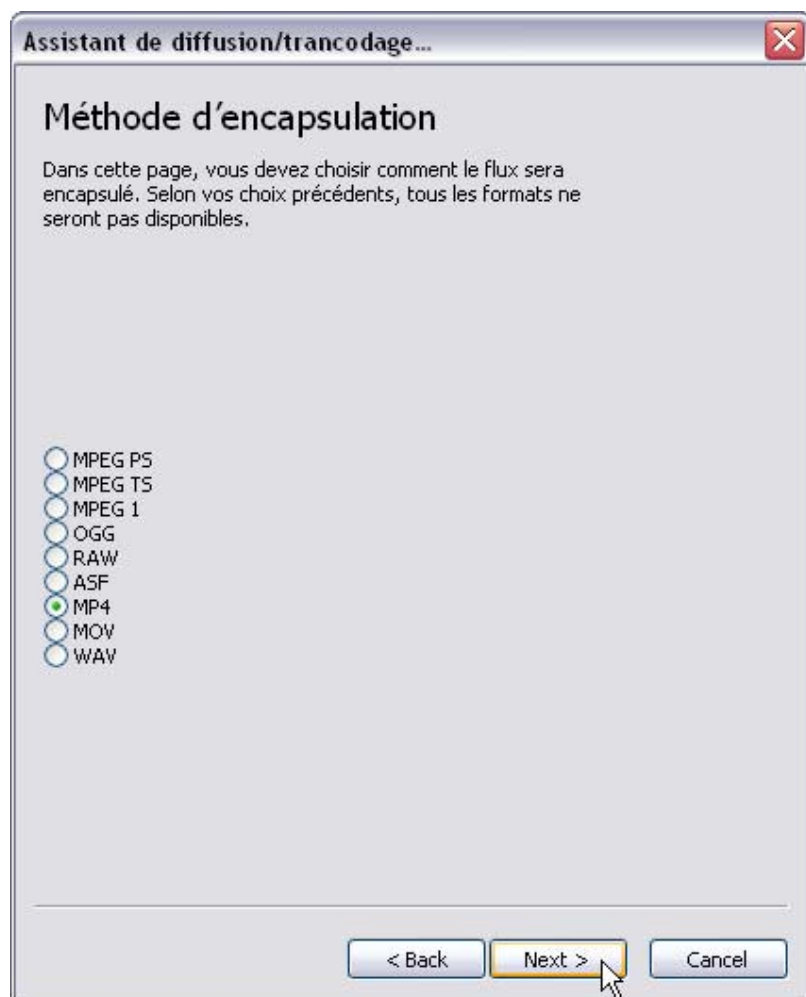 Assistant de diffusion/trancodage...
Méthode d'encapsulation
Dans cette page, vous devez choisir comment le flux sera
encapsulé. Selon vos choix précédents, tous les formats ne
seront pas disponibles.
MPEG PS
MPEG TS
MPEG 1
OGG
RAW
ASF
MP4
MOV
WAV
< Back
Next >
Cancel